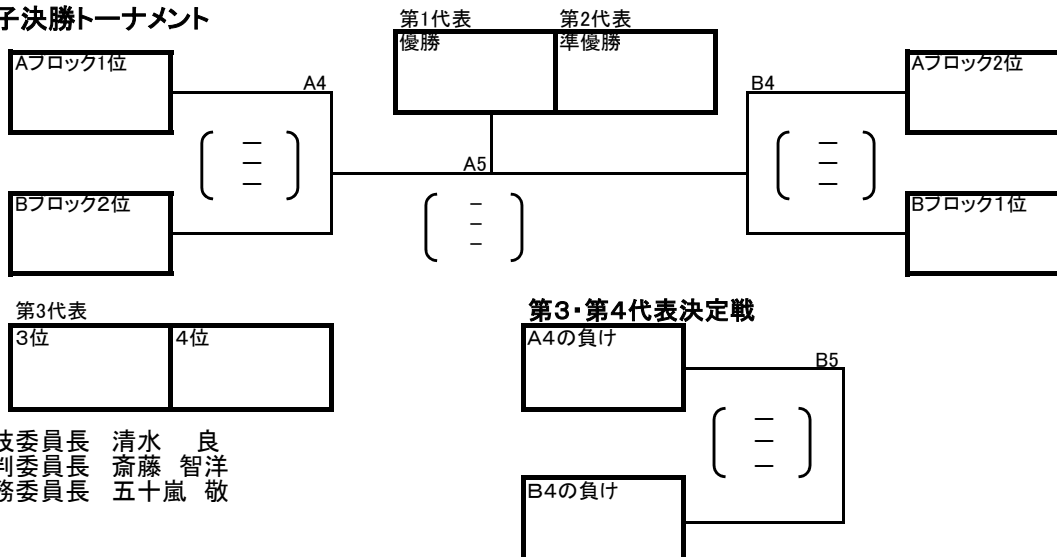 子決勝トーナメント
第1代表
第2代表
優勝
準優勝
Aブロック1位
A4
B4
Aブロック2位
A5
Bブロック２位
Bブロック１位
第3代表
3位
４位
第３・第４代表決定戦
A4の負け
B5
B４の負け
技委員長 清水 良
判委員長 斎藤 智洋
務委員長 五十嵐 敬